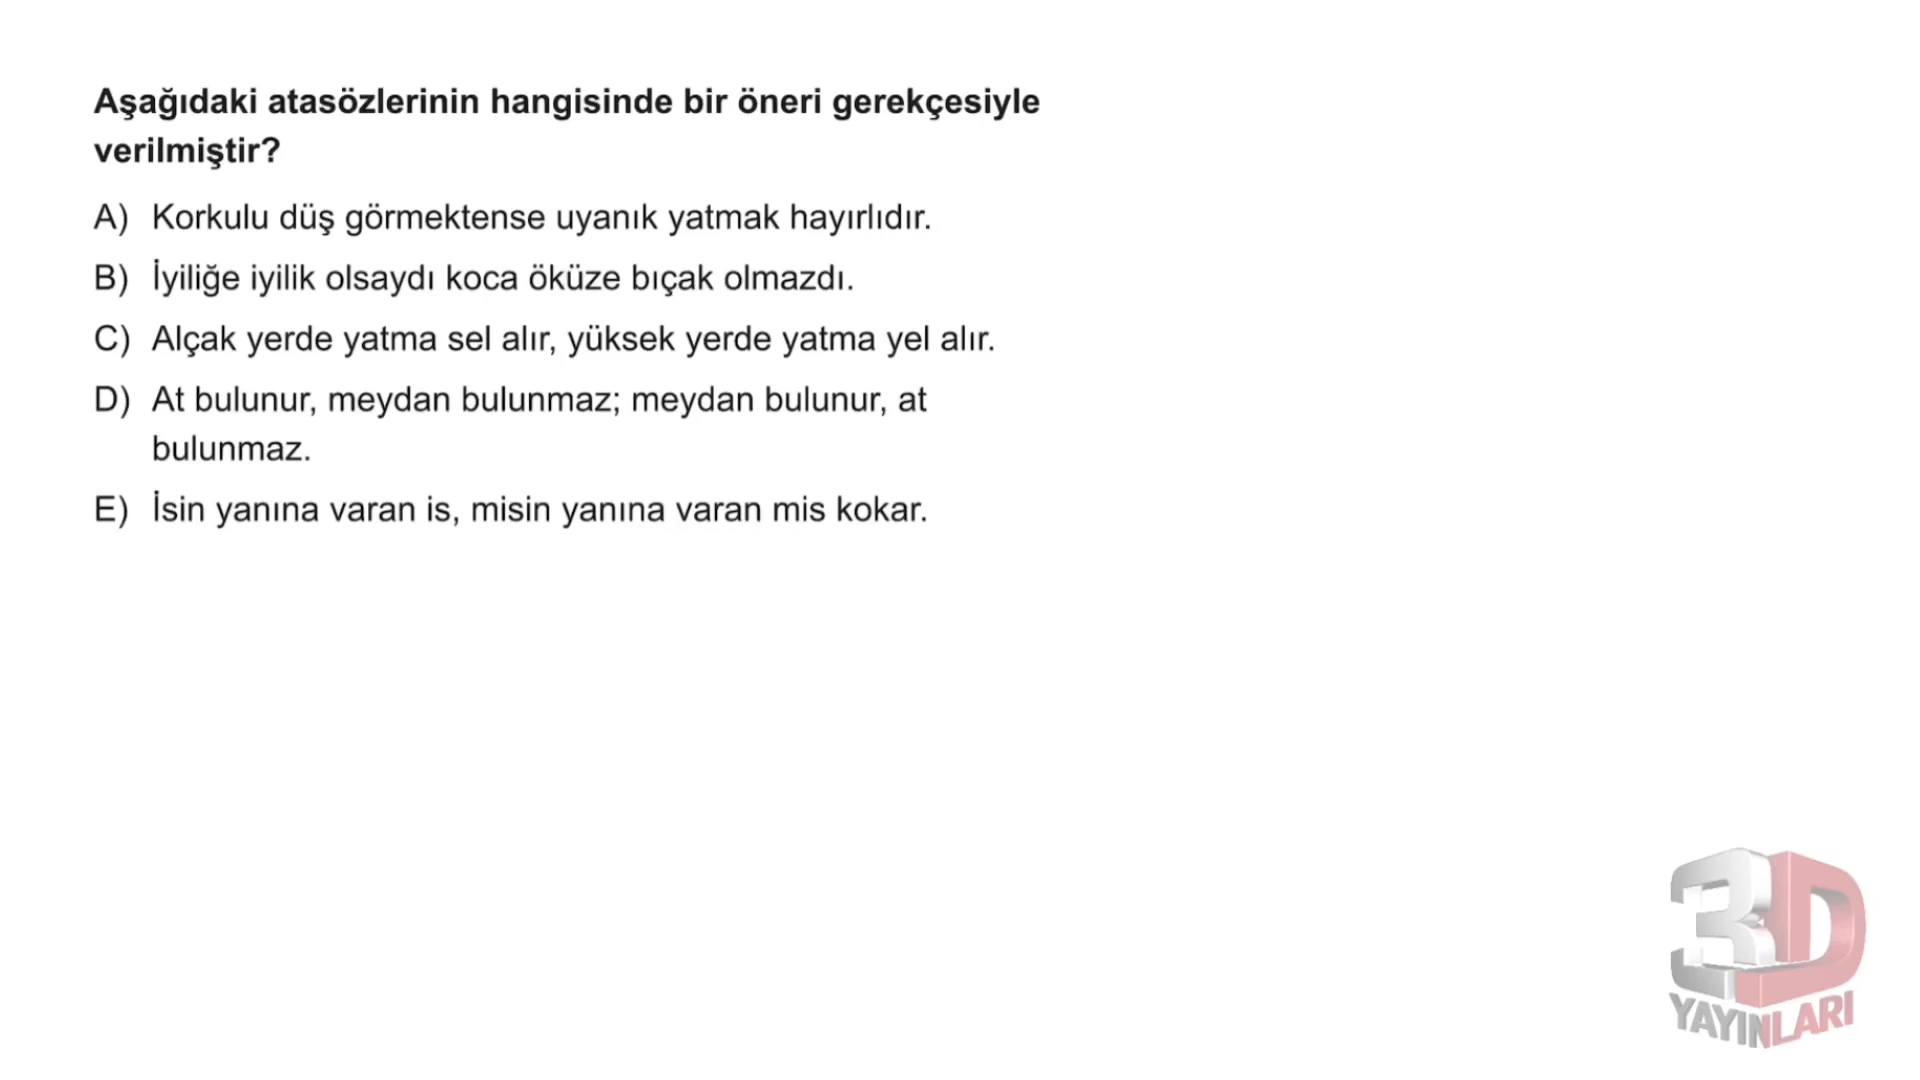 Aşağıdaki atasözlerinin hangisinde bir öneri gerekçesiyle
verilmiştir?
A) Korkulu düş görmektense uyanık yatmak hayırlıdır.
B) İyiliğe iyilik olsaydı koca öküze bıçak olmazdı.
C) Alçak yerde yatma sel alır, yüksek yerde yatma yel alır.
D) At bulunur, meydan bulunmaz; meydan bulunur, at
bulunmaz.
E) İsin yanına varan is, misin yanına varan mis kokar.
3D
YAYINLARI